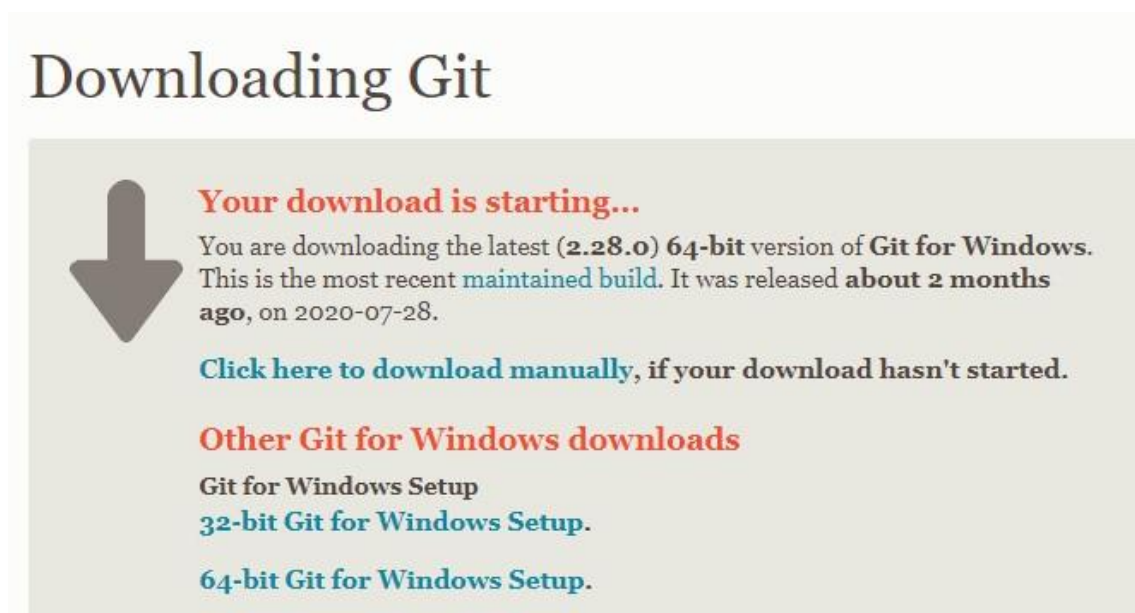 Downloading Git
Your download is starting...
You are downloading the latest (2.28.0) 64-bit version of Git for Windows.
This is the most recent maintained build. It was released about 2 months
ago, on 2020-07-28.
Click here to download manually, if your download hasn't started.
Other Git for Windows downloads
Git for Windows Setup
32-bit Git for Windows Setup.
64-bit Git for Windows Setup.